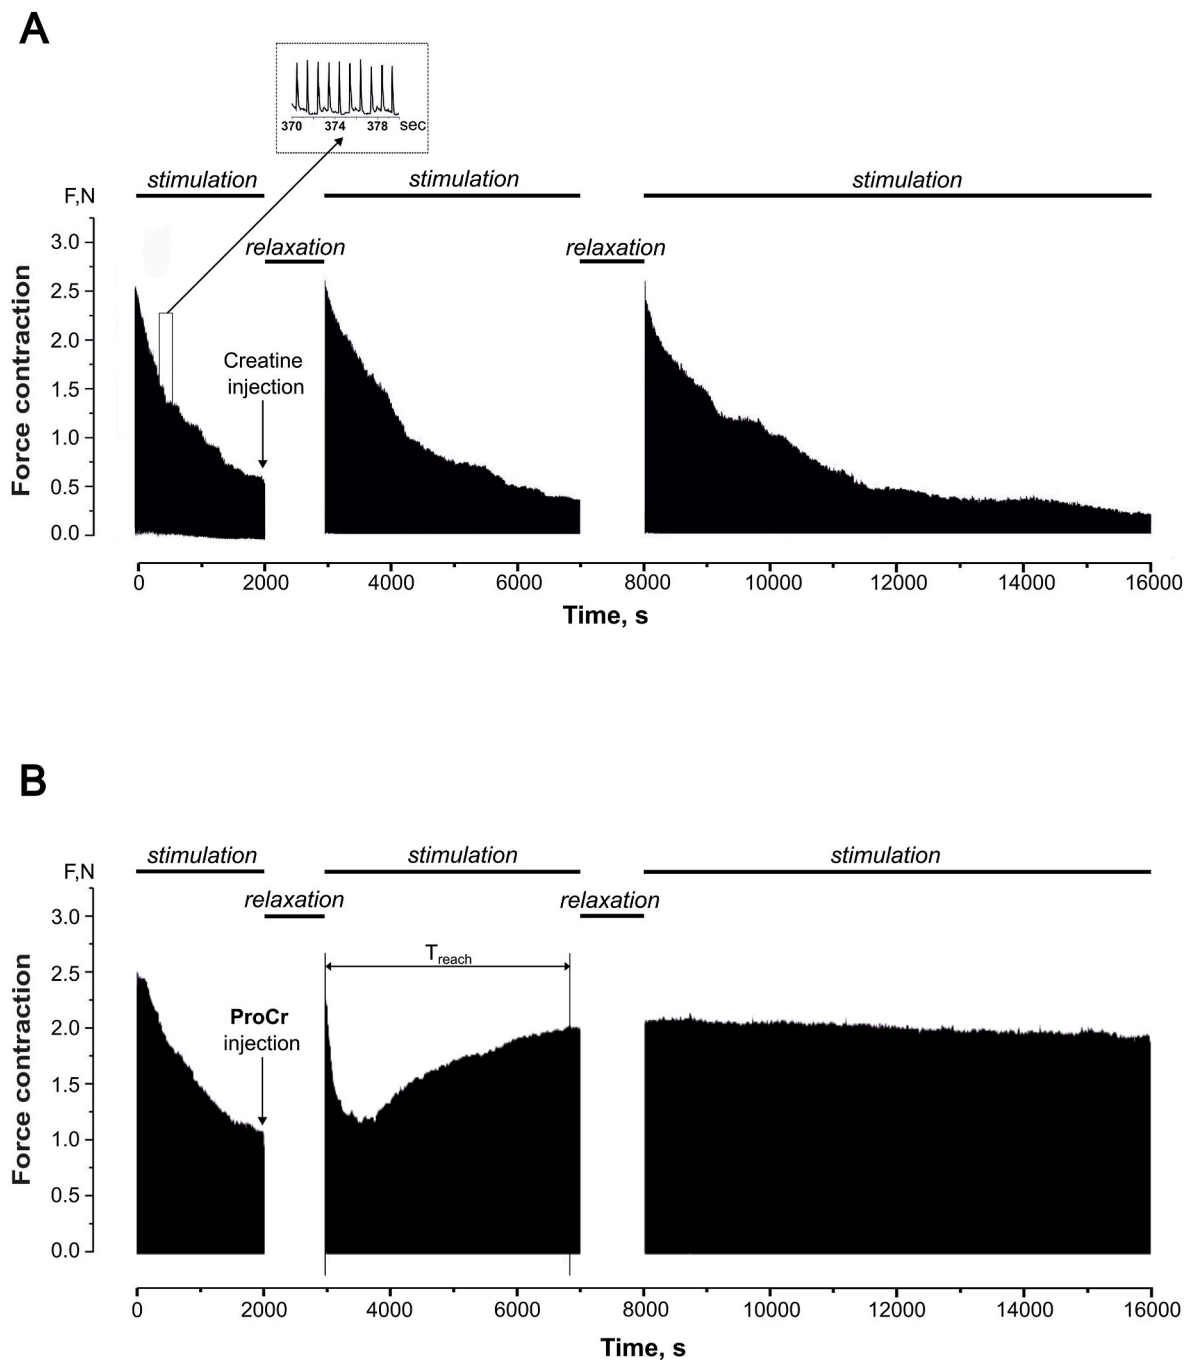 A
370 374 378 sec
stimulation stimulation stimulation
F,N
relaxation relaxation
3.0
2.5
2.0
Creatine
injection
1.5
1.0
0.5
0.0
Force contraction
0 2000 4000 6000 8000 10000 12000 14000 16000
Time, s
B
stimulation stimulation stimulation
F,N
relaxation relaxation
3.0
Treach
2.5
ProCr
injection
2.0
1.5
1.0
0.5
0.0
Force contraction
0 2000 4000 6000 8000 10000 12000 14000 16000
Time, s